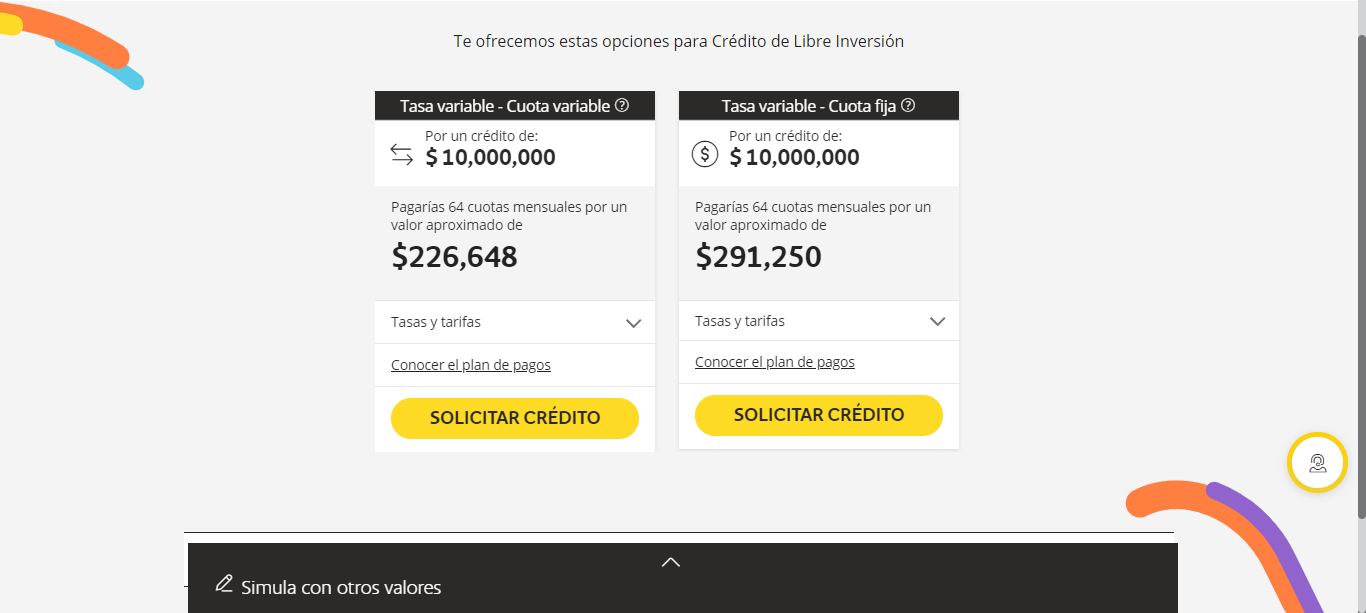 Te ofrecemos estas opciones para Crédito de Libre Inversión
Tasa variable - Cuota variable ?
Por un crédito de:
$ 10,000,000
Pagarías 64 cuotas mensuales por un
valor aproximado de
$226,648
Tasas y tarifas
Conocer el plan de pagos
SOLICITAR CRÉDITO
Tasa variable - Cuota fija ?
$
Por un crédito de:
$ 10,000,000
Pagarías 64 cuotas mensuales por un
valor aproximado de
$291,250
Tasas y tarifas
Conocer el plan de pagos
SOLICITAR CRÉDITO
Simula con otros valores